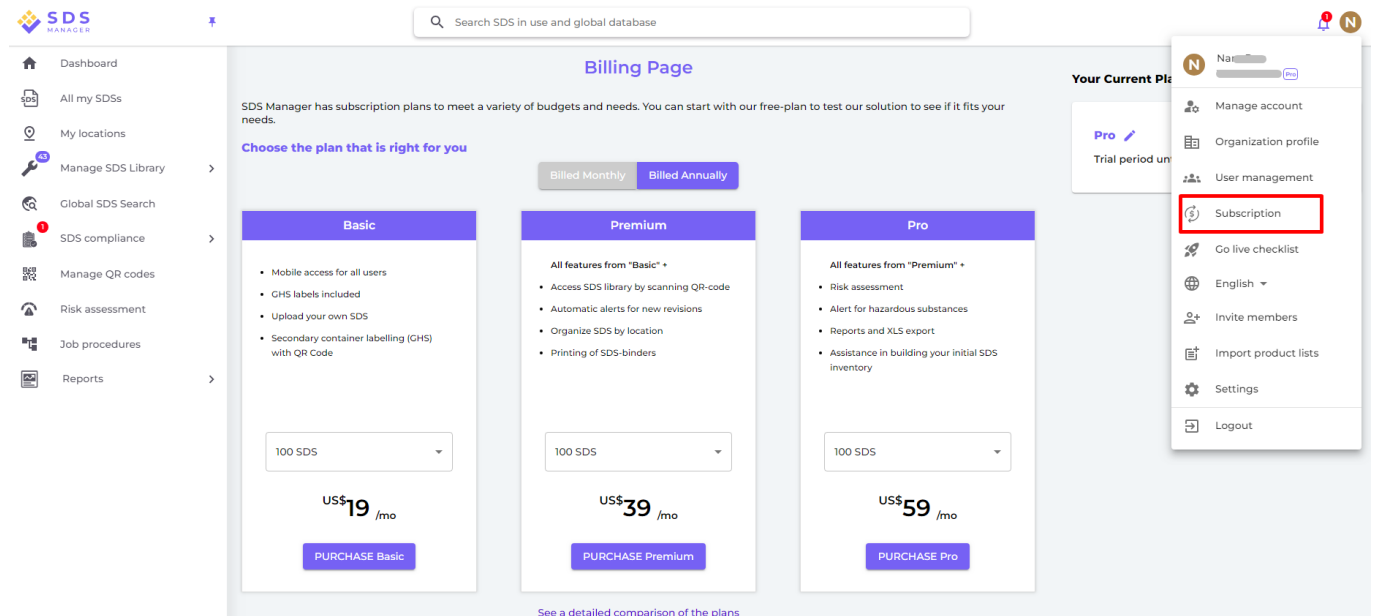 SDS
MANAGER
Search SDS in use and global database
1
N
Dashboard
SDS
All my SDSs
My locations
43
Manage SDS Library
Global SDS Search
1
SDS compliance
Manage QR codes
Risk assessment
Job procedures
Reports
Billing Page
SDS Manager has subscription plans to meet a variety of budgets and needs. You can start with our free-plan to test our solution to see if it fits your
needs.
Choose the plan that is right for you
Billed Monthly
Billed Annually
Basic
Mobile access for all users
GHS labels included
Upload your own SDS
Secondary container labelling (GHS)
with QR Code
100 SDS
US$19 /mo
PURCHASE Basic
Premium
All features from "Basic" +
Access SDS library by scanning QR-code
Automatic alerts for new revisions
Organize SDS by location
Printing of SDS-binders
100 SDS
US$39 /mo
PURCHASE Premium
Pro
All features from "Premium" +
Risk assessment
Alert for hazardous substances
Reports and XLS export
Assistance in building your initial SDS
inventory
100 SDS
US$59 /mo
PURCHASE Pro
See a detailed comparison of the plans
Your Current
Pro
Trial period
N
Pro
Manage account
Organization profile
User management
Subscription
Go live checklist
English
Invite members
Import product lists
Settings
Logout